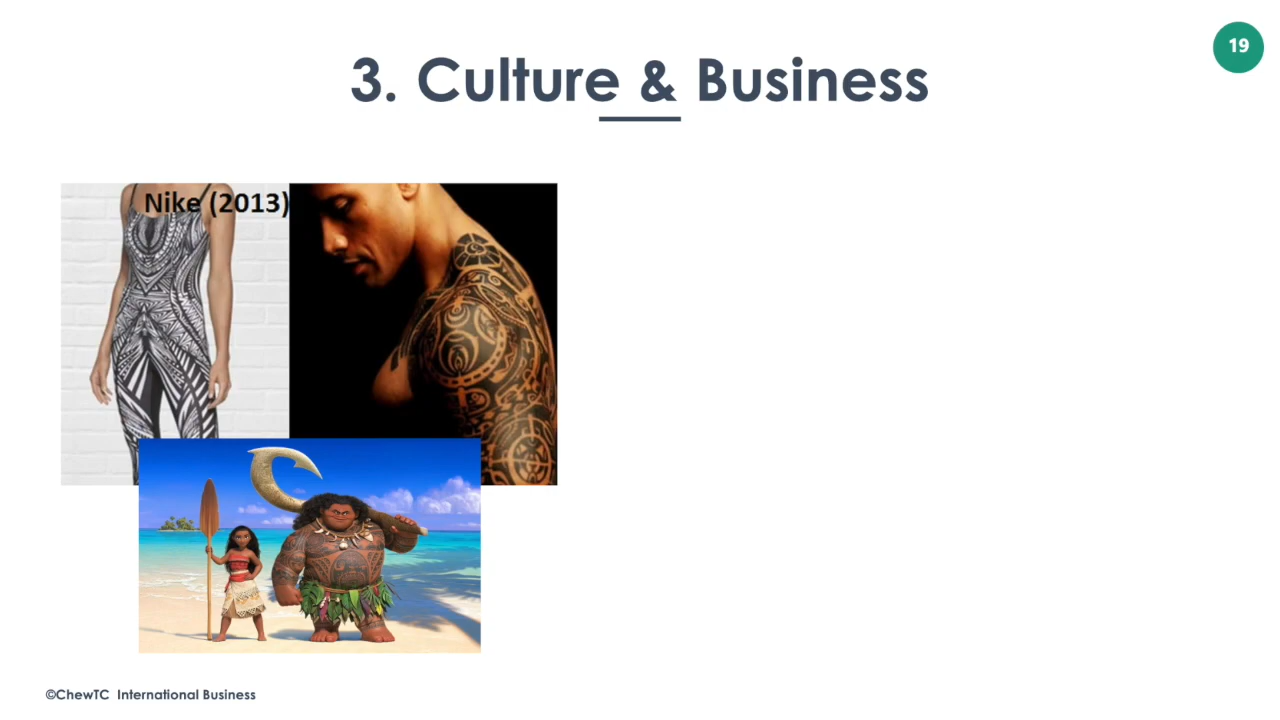 19
3. Culture & Business
Nike (2013)
©ChewTC International Business